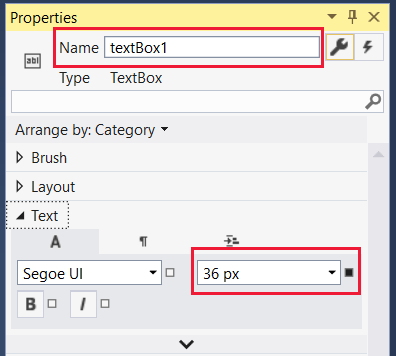 Properties
Name textBox1
abl
Type TextBox
Arrange by: Category
Brush
Layout
Text
A ¶
Segoe UI 36 px
B I